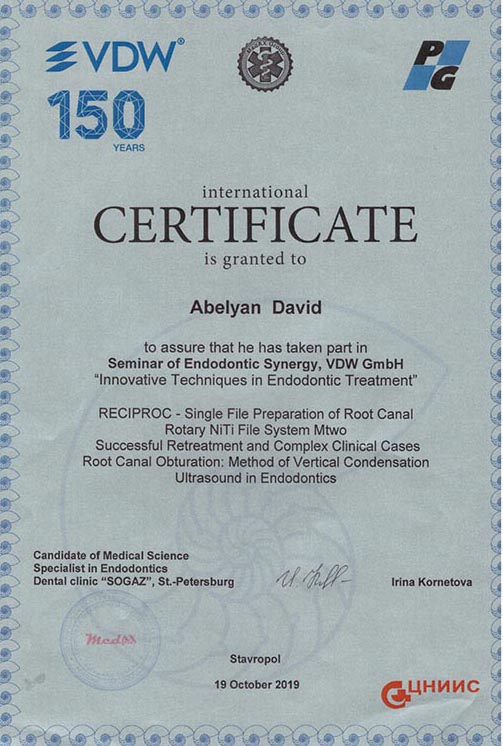 VDW®
150
YEARS
PG
international
CERTIFICATE
is granted to
Abelyan David
to assure that he has taken part in
Seminar of Endodontic Synergy, VDW GmbH
“Innovative Techniques in Endodontic Treatment”
RECIPROC - Single File Preparation of Root Canal
Rotary NiTi File System Mtwo
Successful Retreatment and Complex Clinical Cases
Root Canal Obturation: Method of Vertical Condensation
Ultrasound in Endodontics
Candidate of Medical Science
Specialist in Endodontics
Dental clinic “SOGAZ”, St.-Petersburg
Irina Kornetova
Stavropol
19 October 2019
ЦНИИС